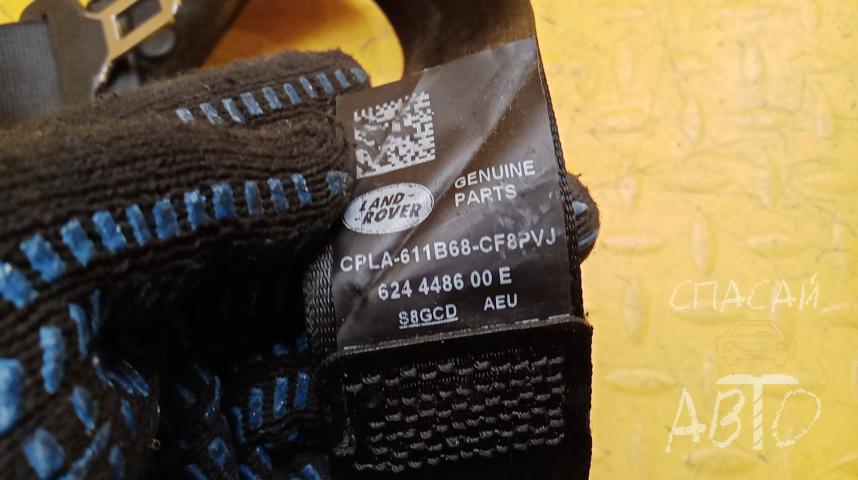 LAND-
ROVER
GENUINE
PARTS
CPLA-611B68-CF8PVJ
624 4486 00 E
S8GCD AEU
СПАСАЙ
АВТО